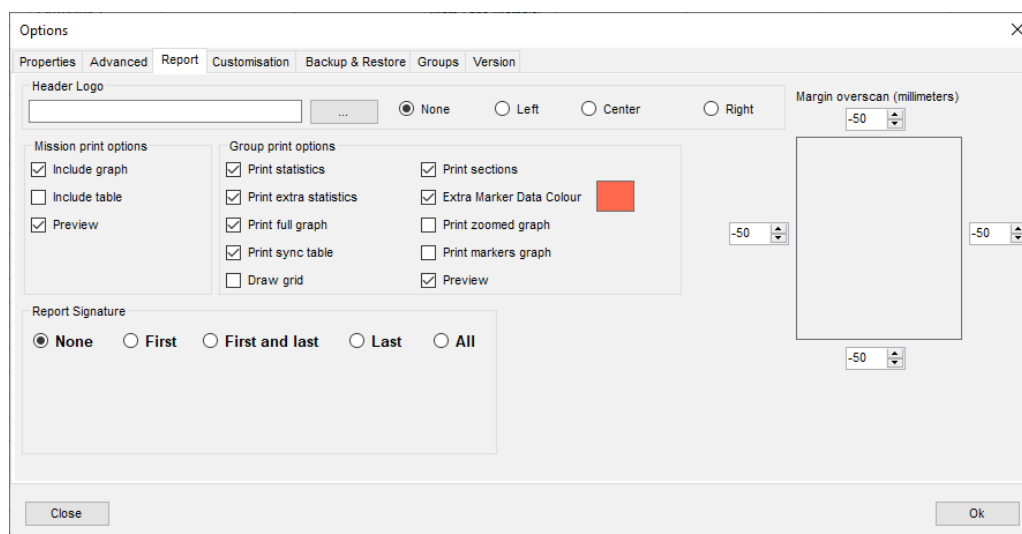 Options
Properties Advanced Report Customisation Backup & Restore Groups Version
Header Logo
... None Left Center Right
Margin overscan (millimeters)
-50
Mission print options
Include graph
Include table
Preview
Group print options
Print statistics
Print extra statistics
Print full graph
Print sync table
Draw grid
Print sections
Extra Marker Data Colour
Print zoomed graph
Print markers graph
Preview
-50
-50
-50
Report Signature
None First First and last Last All
Close
Ok